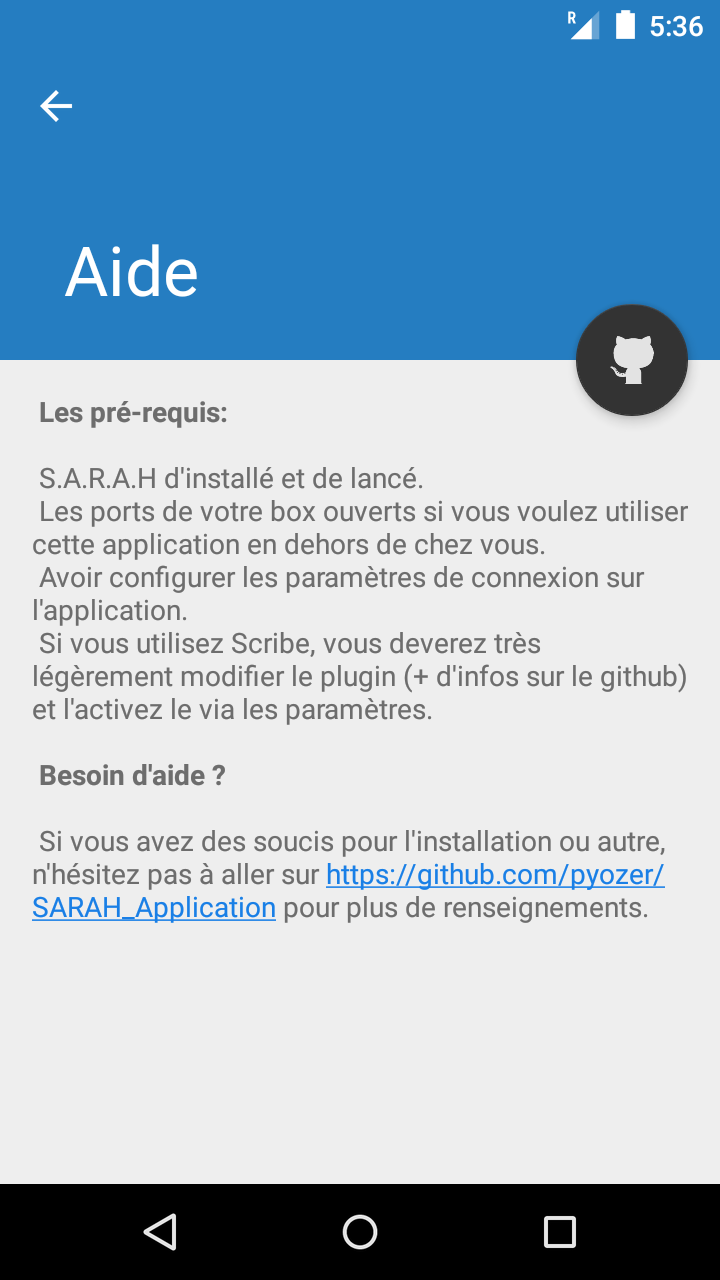 R
5:36
Aide
Les pré-requis:
S.A.R.A.H d'installé et de lancé.
Les ports de votre box ouverts si vous voulez utiliser
cette application en dehors de chez vous.
Avoir configurer les paramètres de connexion sur
l'application.
Si vous utilisez Scribe, vous deverez très
légèrement modifier le plugin (+ d'infos sur le github)
et l'activez le via les paramètres.
Besoin d'aide ?
Si vous avez des soucis pour l'installation ou autre,
n'hésitez pas à aller sur https://github.com/pyozer/
SARAH_Application pour plus de renseignements.